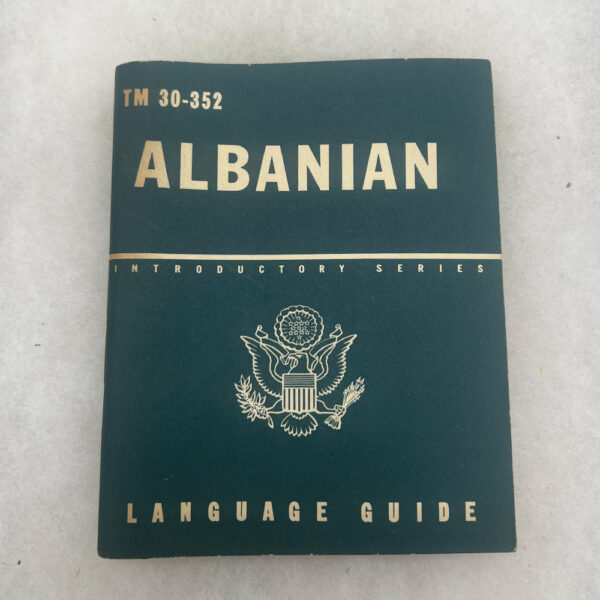 TM 30-352
ALBANIAN
INTRODUCTORY SERIES
LANGUAGE GUIDE